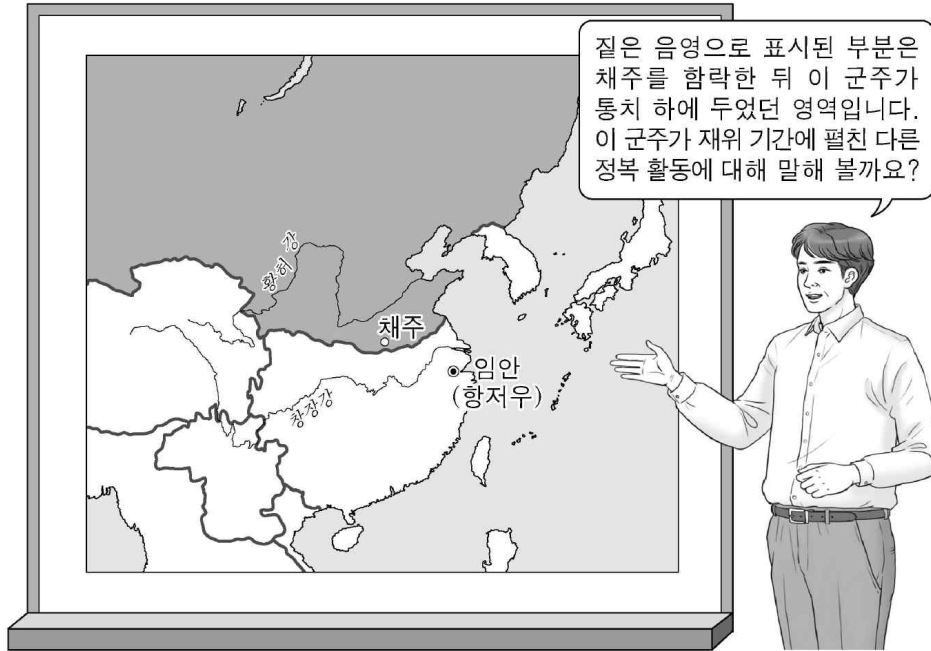 짙은 음영으로 표시된 부분은
채주를 함락한 뒤 이 군주가
통치 하에 두었던 영역입니다.
이 군주가 재위 기간에 펼친 다른
정복 활동에 대해 말해 볼까요?
황허 강
채주
임안
(항저우)
창장강